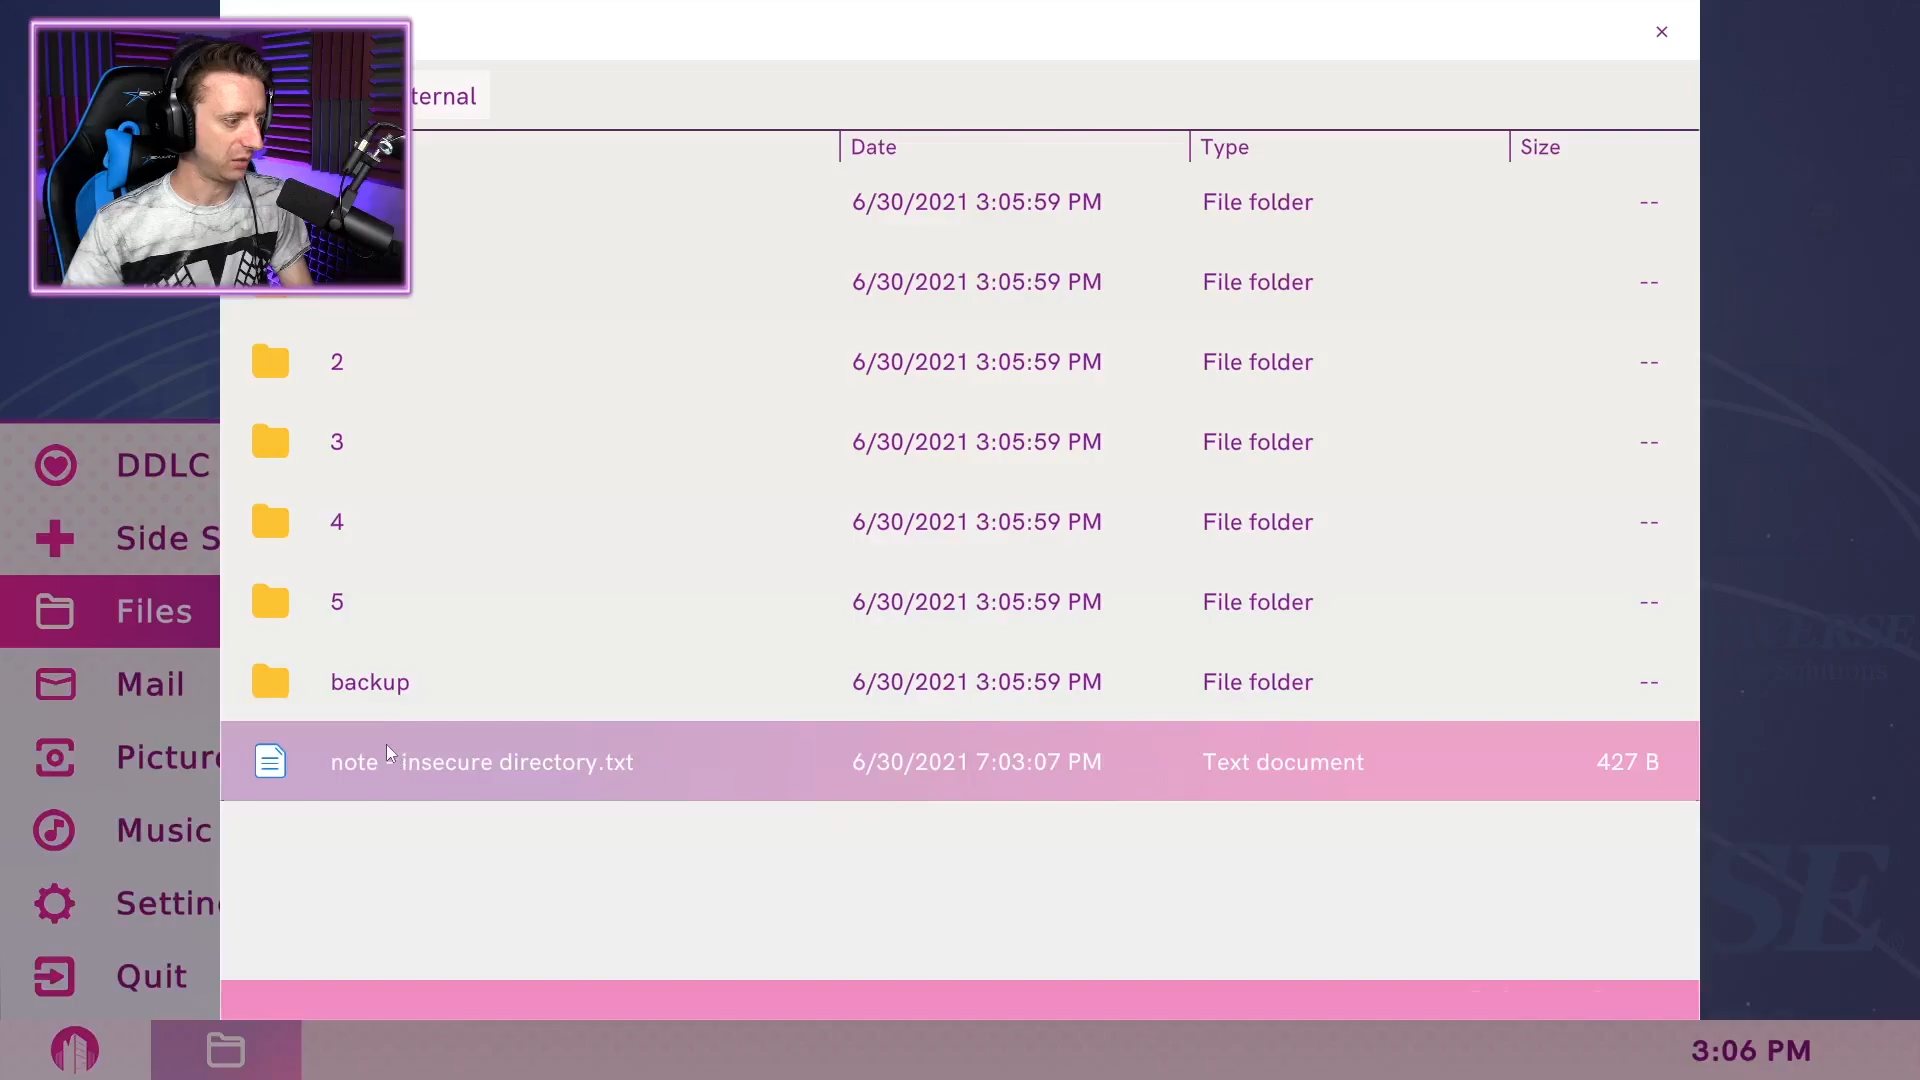 ×
ternal
Date Type Size
6/30/2021 3:05:59 PM File folder --
6/30/2021 3:05:59 PM File folder --
2 6/30/2021 3:05:59 PM File folder --
3 6/30/2021 3:05:59 PM File folder --
4 6/30/2021 3:05:59 PM File folder --
5 6/30/2021 3:05:59 PM File folder --
backup 6/30/2021 3:05:59 PM File folder --
note - insecure directory.txt 6/30/2021 7:03:07 PM Text document 427 B
DDLC
Side S
Files
Mail
Pictur
Music
Settin
Quit
VERSE
Solutions
SE
3:06 PM